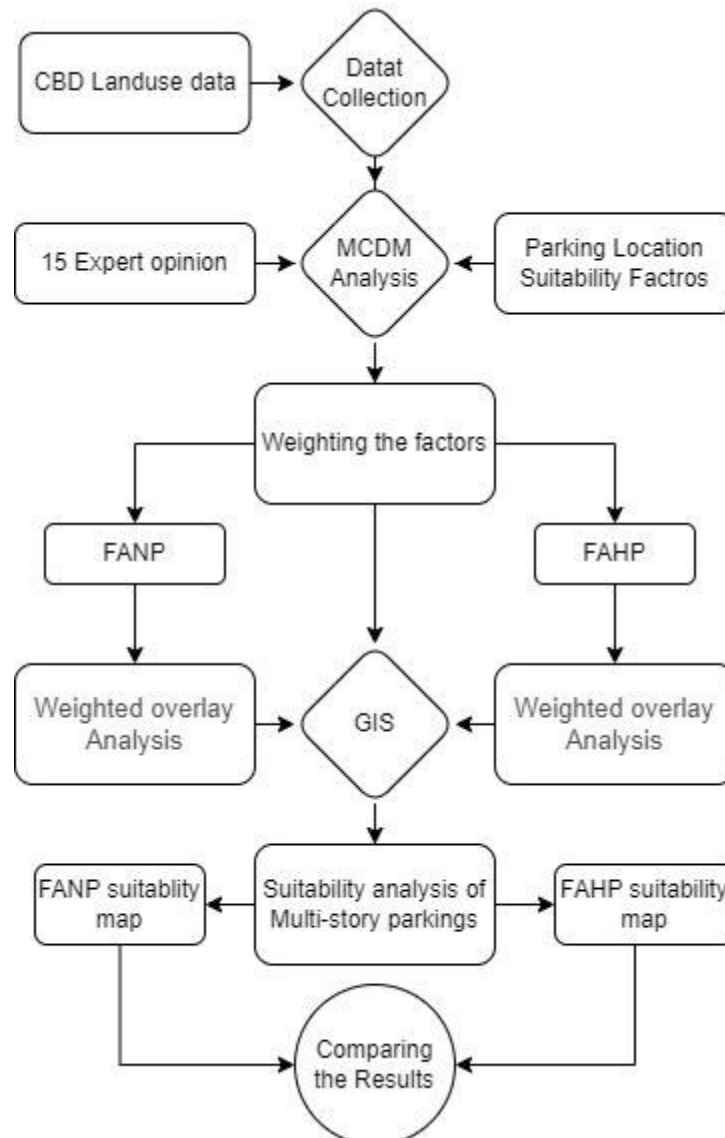 CBD Landuse data
Datat
Collection
15 Expert opinion
MCDM
Analysis
Parking Location
Suitability Factros
Weighting the factors
FANP
FAHP
Weighted overlay
Analysis
GIS
Weighted overlay
Analysis
FANP suitablity
map
Suitability analysis of
Multi-story parkings
FAHP suitability
map
Comparing
the Results